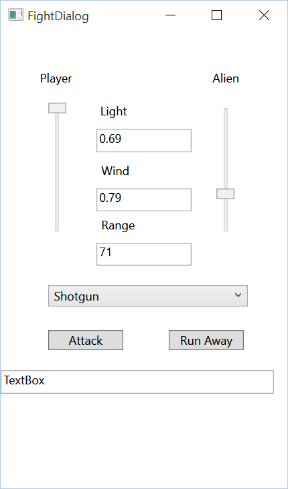 FightDialog
Player
Alien
Light
0.69
Wind
0.79
Range
71
Shotgun
Attack
Run Away
TextBox